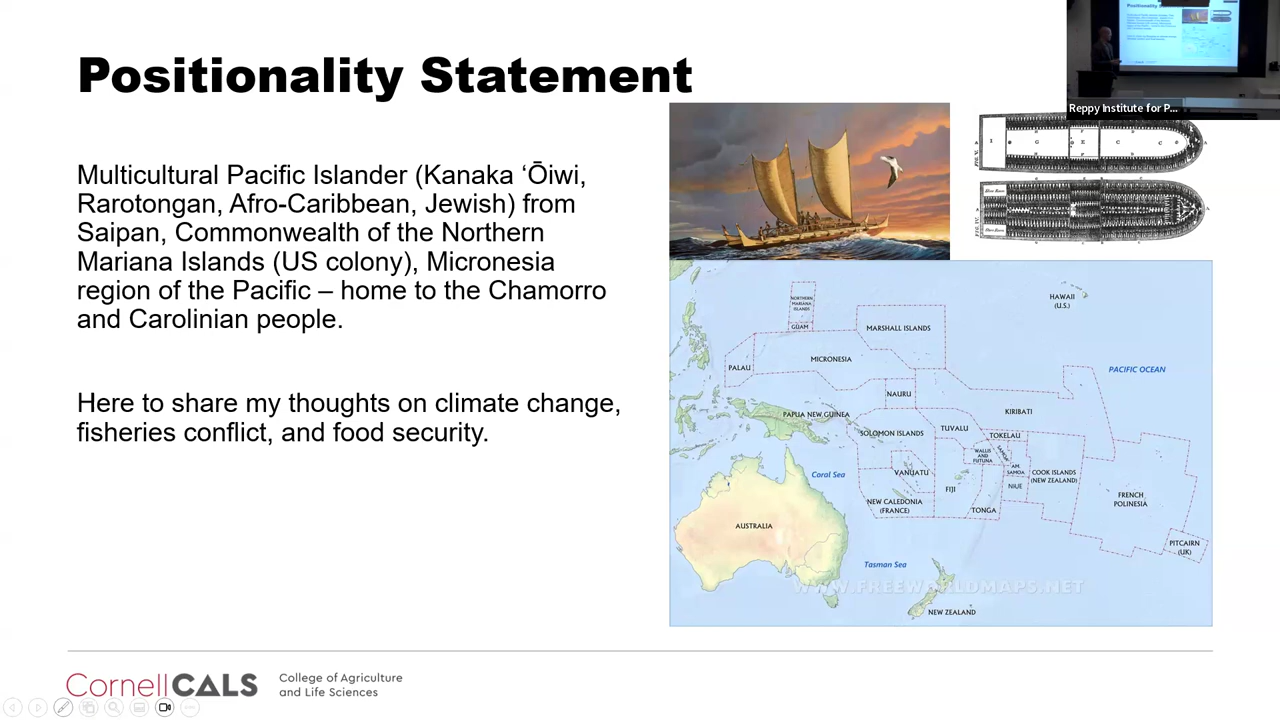 Positionality Statement
Reppy Institute for P...
Multicultural Pacific Islander (Kanaka ʻŌiwi,
Rarotongan, Afro-Caribbean, Jewish) from
Saipan, Commonwealth of the Northern
Mariana Islands (US colony), Micronesia
region of the Pacific – home to the Chamorro
and Carolinian people.
Here to share my thoughts on climate change,
fisheries conflict, and food security.
NORTHERN
MARIANA
ISLANDS
GUAM
HAWAII
(U.S.)
MARSHALL ISLANDS
PALAU
MICRONESIA
PACIFIC OCEAN
NAURU
PAPUA NEW GUINEA
KIRIBATI
SOLOMON ISLANDS
TUVALU
TOKELAU
WALLIS
AND
FUTUNA
SAMOA
AM.
SAMOA
COOK ISLANDS
(NEW ZEALAND)
Coral Sea
VANUATU
NIUE
FIJI
FRENCH
POLINESIA
NEW CALEDONIA
(FRANCE)
TONGA
AUSTRALIA
PITCAIRN
(UK)
Tasman Sea
WWW.FREEWORLDMAPS.NET
NEW ZEALAND
CornellCALS
College of Agriculture
and Life Sciences